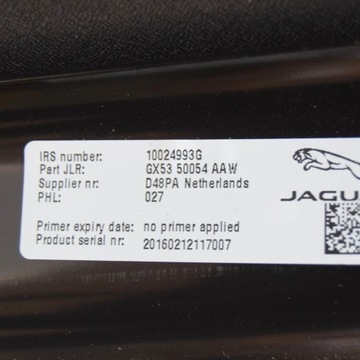 IRS number: 10024993G
Part JLR: GX53 50054 AAW
Supplier nr: D48PA Netherlands
PHL: 027
JAGU
Primer expiry date: no primer applied
Product serial nr: 20160212117007